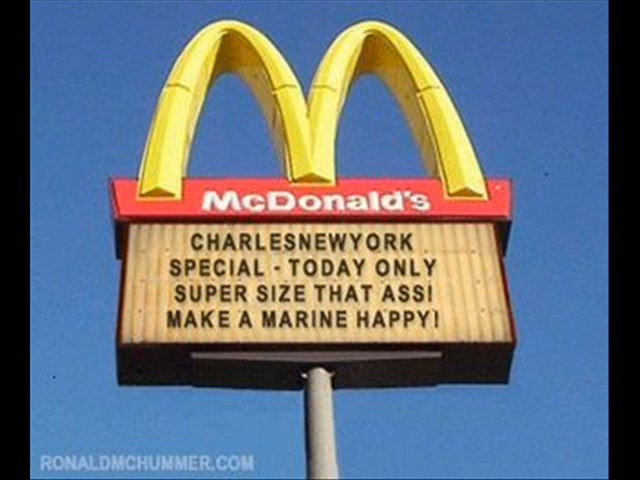 McDonald's
CHARLESNEWYORK
SPECIAL - TODAY ONLY
SUPER SIZE THAT ASS!
MAKE A MARINE HAPPY!
RONALDMCHUMMER.COM